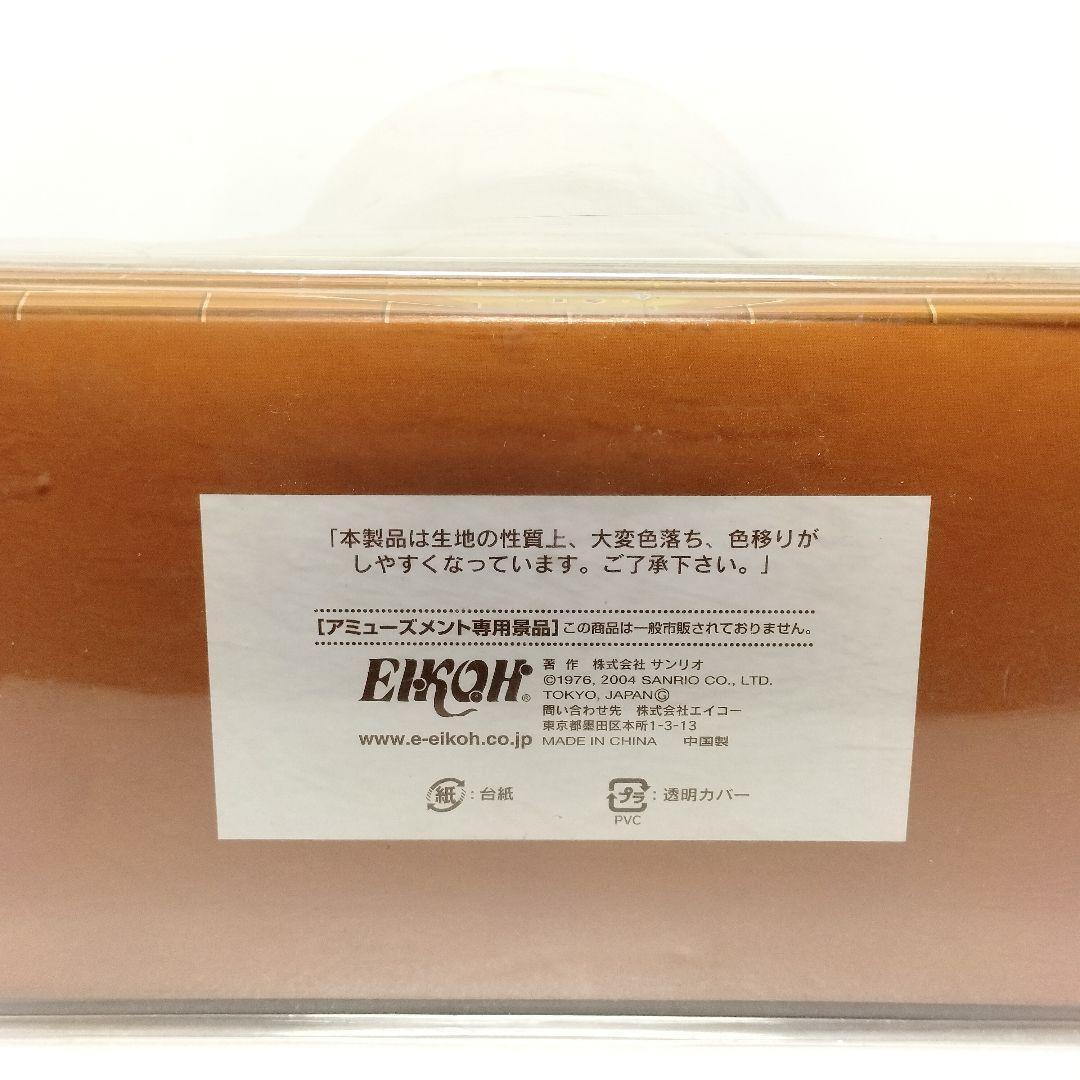 「本製品は生地の性質上、大変色落ち、色移りが
しやすくなっています。ご了承下さい。」
[アミューズメント専用景品] この商品は一般市販されておりません。
EIKOH®
www.e-eikoh.co.jp
著 作 株式会社 サンリオ
©1976, 2004 SANRIO CO., LTD.
TOKYO, JAPAN Ⓖ
問い合わせ先 株式会社エイコー
東京都墨田区本所1-3-13
MADE IN CHINA 中国製
紙 : 台紙
プラ : 透明カバー
PVC